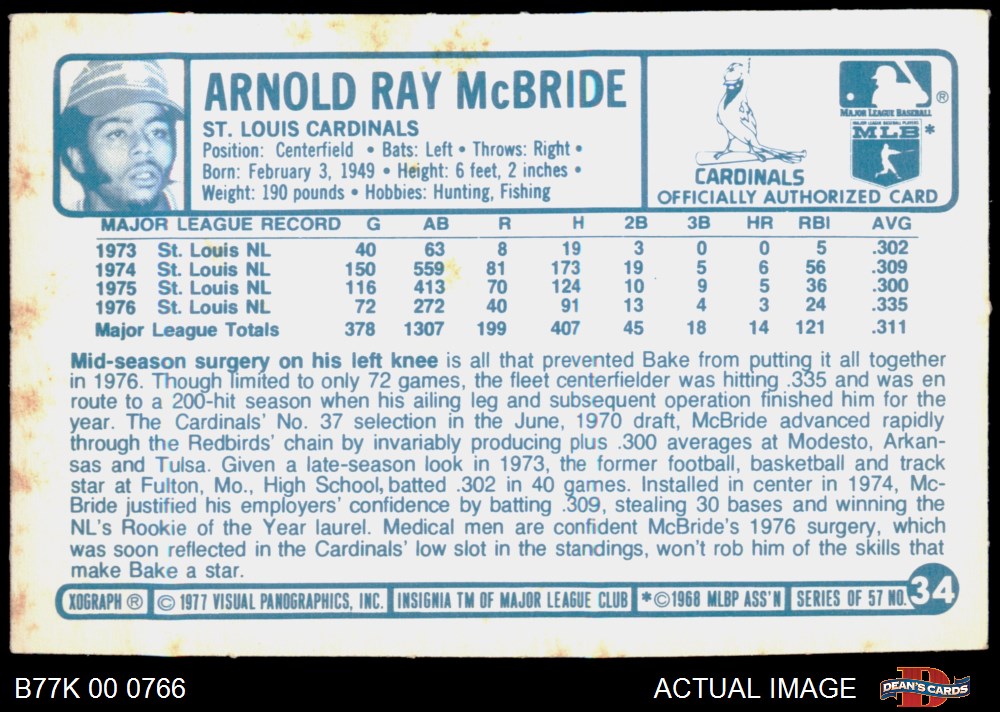 ARNOLD RAY McBRIDE
ST. LOUIS CARDINALS
Position: Centerfield • Bats: Left • Throws: Right •
Born: February 3, 1949 • Height: 6 feet, 2 inches •
Weight: 190 pounds • Hobbies: Hunting, Fishing
CARDINALS
OFFICIALLY AUTHORIZED CARD
MAJOR LEAGUE BASEBALL ®
MAJOR LEAGUE BASEBALL PLAYERS
MLB *
MAJOR LEAGUE RECORD G AB R H 2B 3B HR RBI AVG
1973 St. Louis NL 40 63 8 19 3 0 0 5 .302
1974 St. Louis NL 150 559 81 173 19 5 6 56 .309
1975 St. Louis NL 116 413 70 124 10 9 5 36 .300
1976 St. Louis NL 72 272 40 91 13 4 3 24 .335
Major League Totals 378 1307 199 407 45 18 14 121 .311
Mid-season surgery on his left knee is all that prevented Bake from putting it all together
in 1976. Though limited to only 72 games, the fleet centerfielder was hitting .335 and was en
route to a 200-hit season when his ailing leg and subsequent operation finished him for the
year. The Cardinals' No. 37 selection in the June, 1970 draft, McBride advanced rapidly
through the Redbirds' chain by invariably producing plus .300 averages at Modesto, Arkan-
sas and Tulsa. Given a late-season look in 1973, the former football, basketball and track
star at Fulton, Mo., High School, batted .302 in 40 games. Installed in center in 1974, Mc-
Bride justified his employers' confidence by batting .309, stealing 30 bases and winning the
NL's Rookie of the Year laurel. Medical men are confident McBride's 1976 surgery, which
was soon reflected in the Cardinals' low slot in the standings, won't rob him of the skills that
make Bake a star.
XOGRAPH ® © 1977 VISUAL PANOGRAPHICS, INC. INSIGNIA TM OF MAJOR LEAGUE CLUB *©1968 MLBP ASS'N SERIES OF 57 NO. 34
B77K 00 0766 ACTUAL IMAGE DEAN'S CARDS